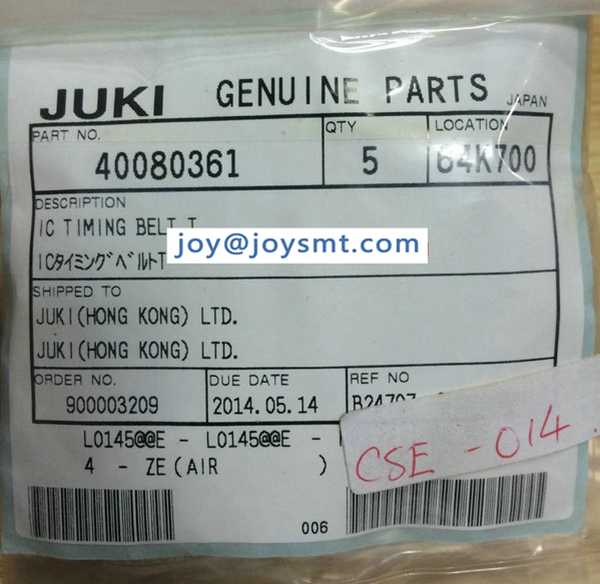 JUKI GENUINE PARTS JAPAN
PART NO. QTY LOCATION
40080361 5 64K700
DESCRIPTION
IC TIMING BELT T
joy@joysmt.com
ICタイミングベルトT
SHIPPED TO
JUKI(HONG KONG) LTD.
JUKI(HONG KONG) LTD.
ORDER NO. DUE DATE REF NO
900003209 2014.05.14
L0145@@E - L0145@@E -
CSE -014.
4 - ZE(AIR )
006